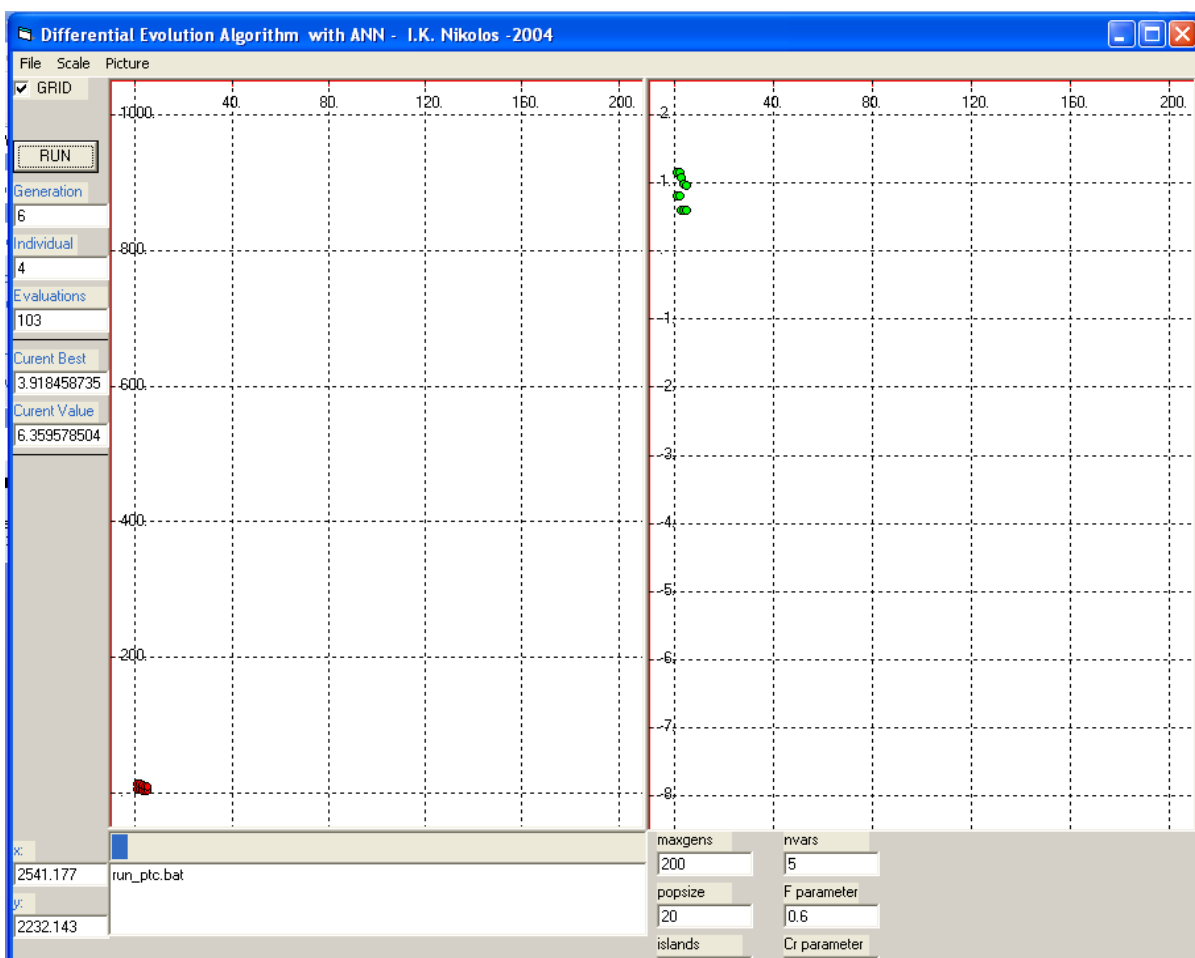 Differential Evolution Algorithm with ANN - I.K. Nikolos -2004
File Scale Picture
GRID
RUN
Generation
6
Individual
4
Evaluations
103
Curent Best
3.918458735
Curent Value
6.359578504
x:
2541.177
y:
2232.143
40. 80. 120. 160. 200.
1000.
800.
600.
400.
200.
.
40. 80. 120. 160. 200.
2.
1.
.
-1.
-2.
-3.
-4.
-5.
-6.
-7.
-8.
run_ptc.bat
maxgens nvars
200 5
popsize F parameter
20 0.6
islands Cr parameter